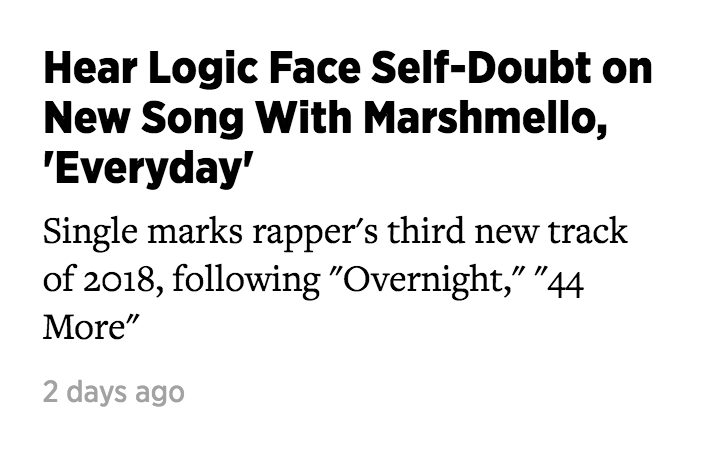 Hear Logic Face Self-Doubt on
New Song With Marshmello,
'Everyday'
Single marks rapper's third new track
of 2018, following "Overnight," "44
More"
2 days ago